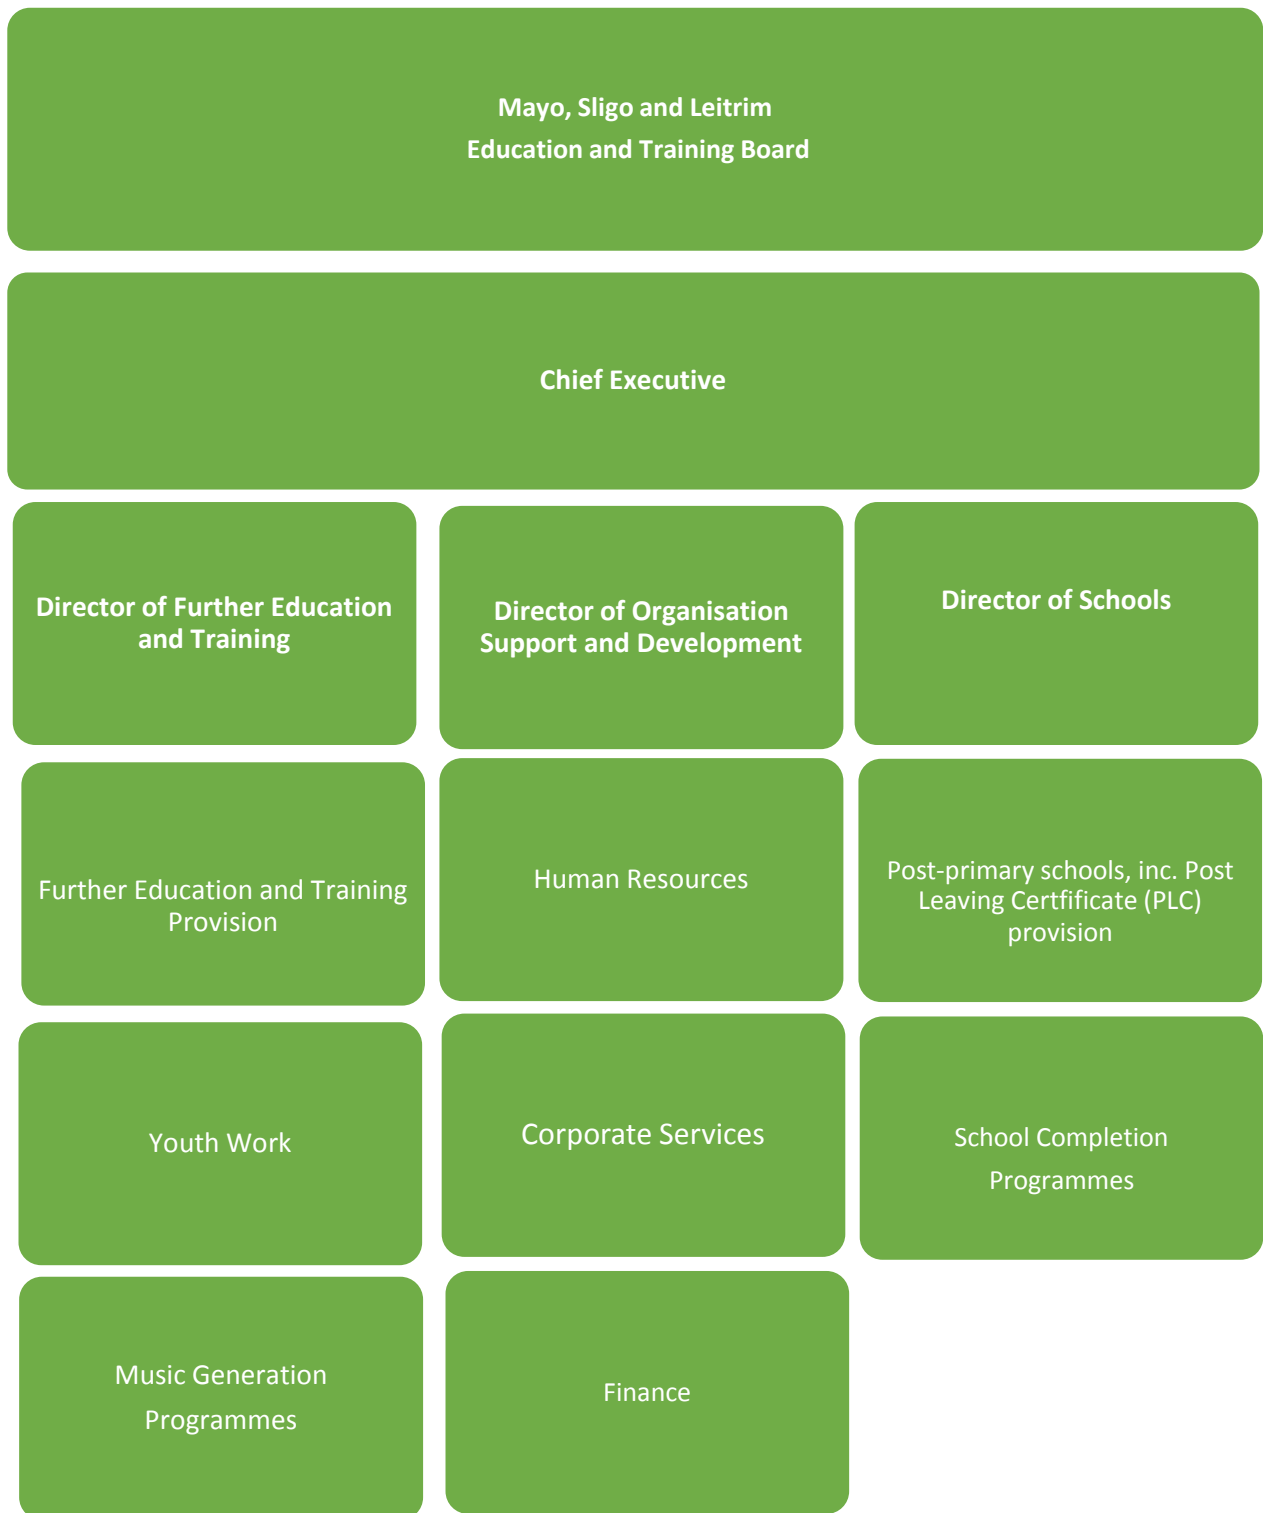 Mayo, Sligo and Leitrim
Education and Training Board
Chief Executive
Director of Further Education
and Training
Director of Organisation
Support and Development
Director of Schools
Further Education and Training
Provision
Human Resources
Post-primary schools, inc. Post
Leaving Certfificate (PLC)
provision
Youth Work
Corporate Services
School Completion
Programmes
Music Generation
Programmes
Finance